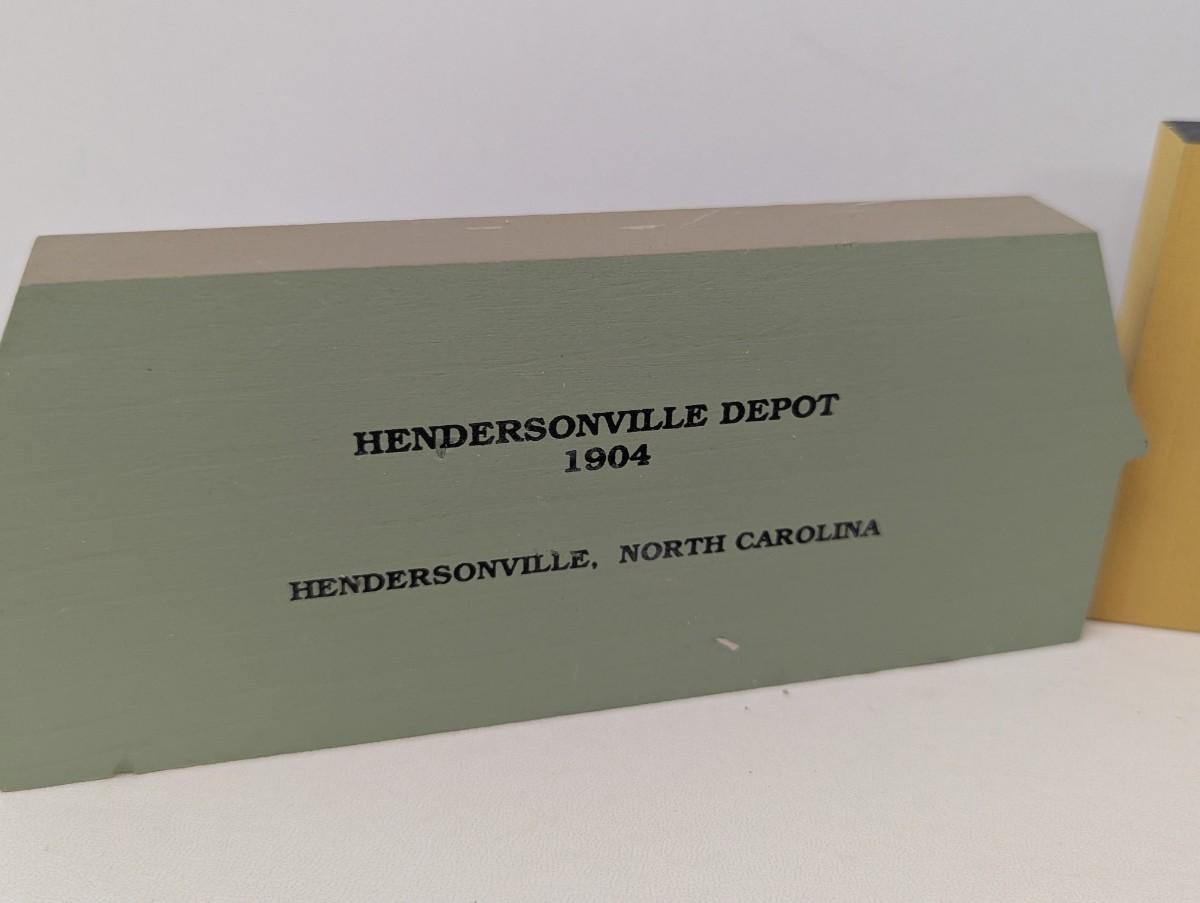 HENDERSONVILLE DEPOT
1904
HENDERSONVILLE, NORTH CAROLINA